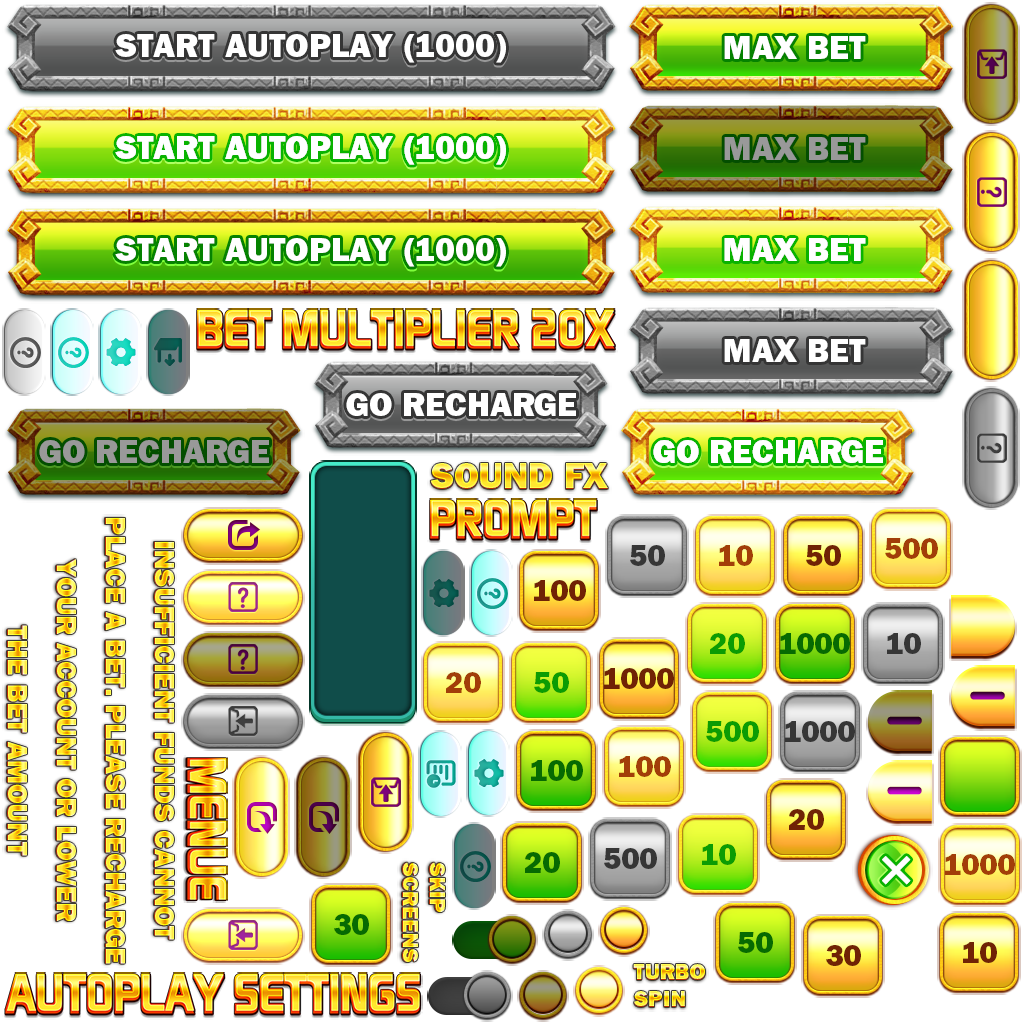 START AUTOPLAY (1000)
MAX BET
START AUTOPLAY (1000)
MAX BET
START AUTOPLAY (1000)
MAX BET
BET MULTIPLIER 20X
MAX BET
GO RECHARGE
GO RECHARGE
GO RECHARGE
SOUND FX
PROMPT
50
10
50
500
100
20
1000
10
20
50
1000
500
1000
100
100
20
20
500
10
1000
30
50
30
10
INSUFFICIENT FUNDS CANNOT
PLACE A BET. PLEASE RECHARGE
YOUR ACCOUNT OR LOWER
THE BET AMOUNT
MENUE
SKIP
SCREENS
AUTOPLAY SETTINGS
TURBO
SPIN